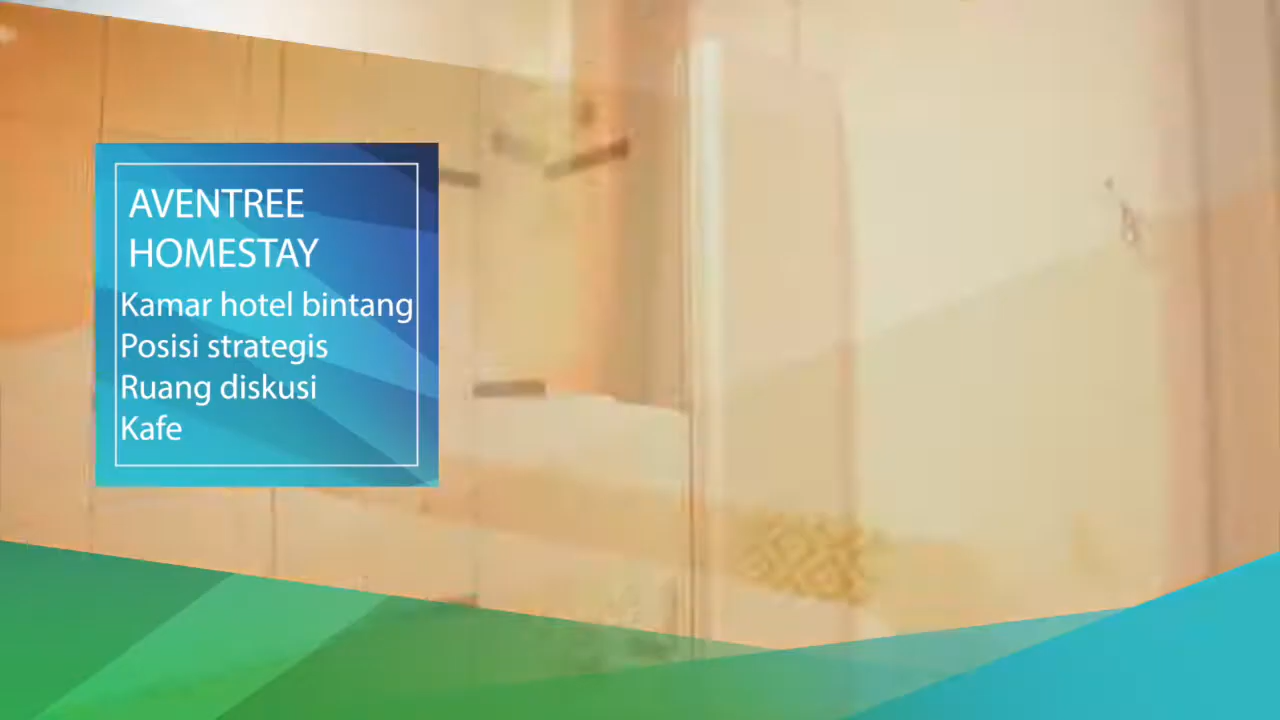 AVENTREE
HOMESTAY
Kamar hotel bintang
Posisi strategis
Ruang diskusi
Kafe